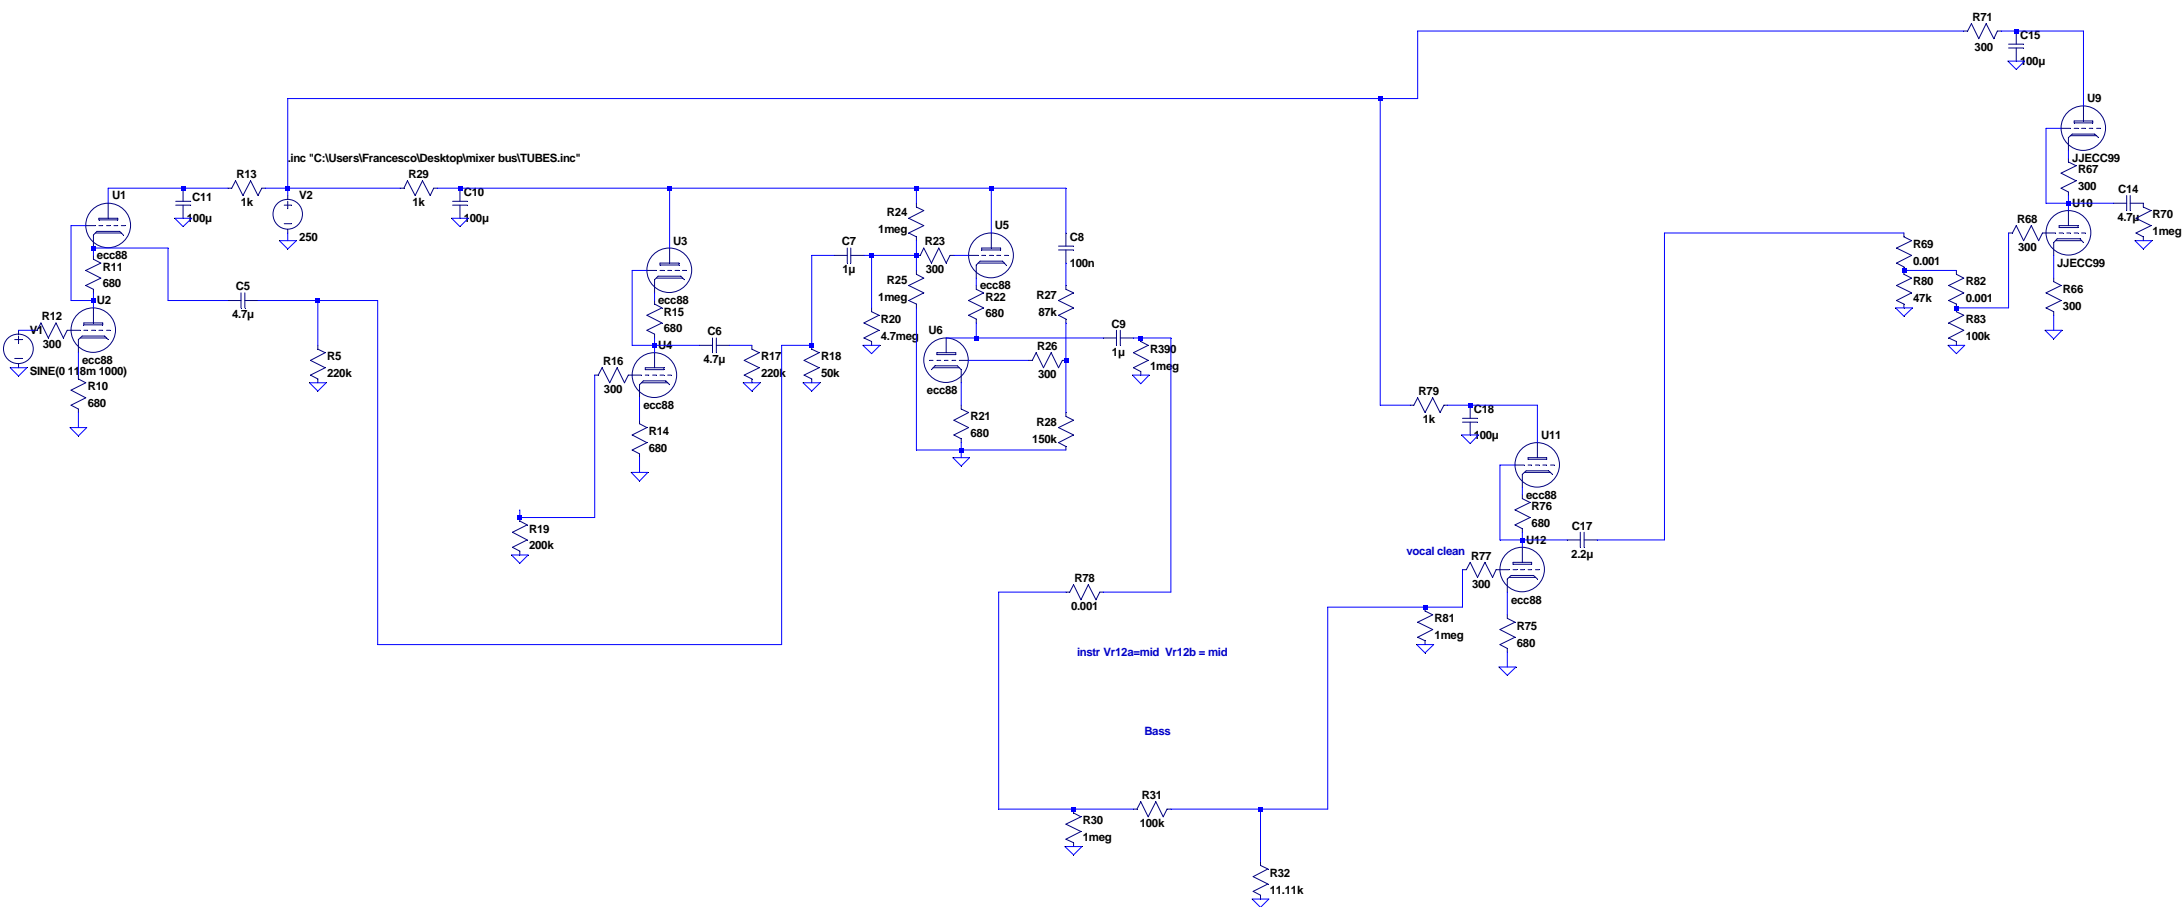 R71
300
C15
100µ
U9
JJECC99
R67
300
C14
4.7µ
R70
1meg
U10
R68
300
JJECC99
R66
300
R69
0.001
R80
47k
R82
0.001
R83
100k
.inc "C:\Users\Francesco\Desktop\mixer bus\TUBES.inc"
U1
C11
100µ
R13
1k
V2
250
R29
1k
C10
100µ
ecc88
R11
680
U2
R12
300
V1
ecc88
SINE(0 118m 1000)
R10
680
C5
4.7µ
R5
220k
U3
ecc88
R15
680
U4
C6
4.7µ
R17
220k
R16
300
ecc88
R14
680
R19
200k
R18
50k
C7
1µ
R24
1meg
R23
300
R25
1meg
R20
4.7meg
U5
ecc88
R22
680
U6
ecc88
R21
680
C8
100n
R27
87k
R26
300
R28
150k
C9
1µ
R390
1meg
R79
1k
C18
100µ
U11
ecc88
R76
680
U12
C17
2.2µ
vocal clean
R77
300
ecc88
R81
1meg
R75
680
R78
0.001
instr Vr12a=mid  Vr12b = mid
Bass
R31
100k
R30
1meg
R32
11.11k